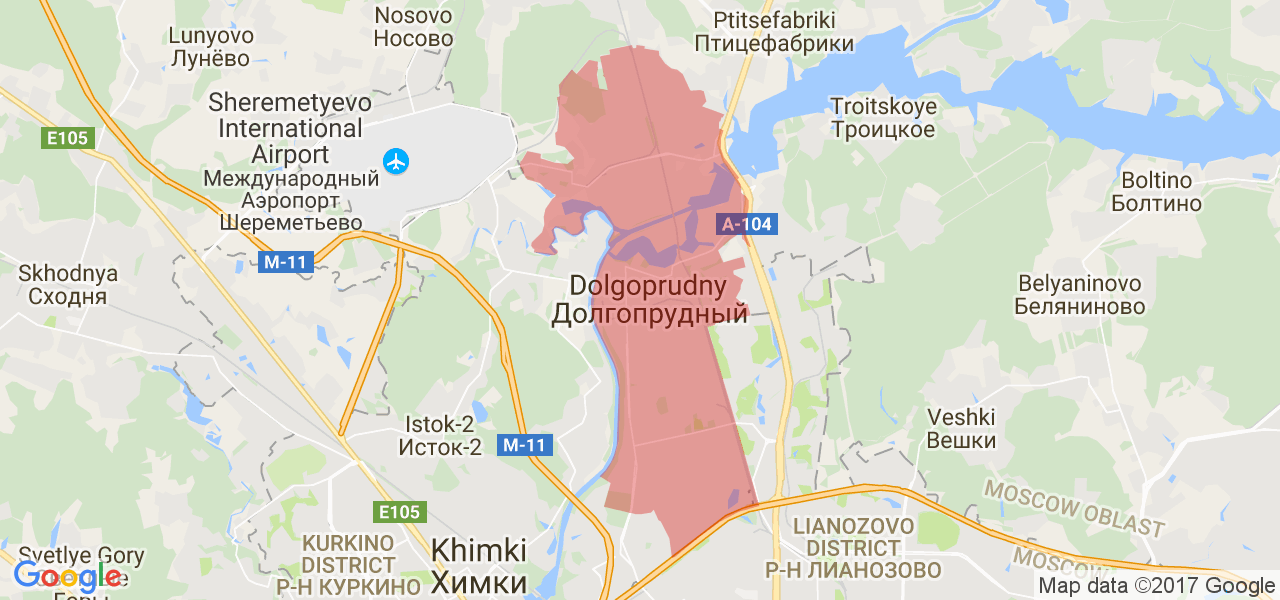 Nosovo
Носово
Ptitsefabriki
Птицефабрики
Lunyovo
Лунёво
Sheremetyevo
International
Airport
Международный
Аэропорт
Шереметьево
Troitskoye
Троицкое
E105
Boltino
Болтино
A-104
M-11
Skhodnya
Сходня
Dolgoprudny
Долгопрудный
Belyaninovo
Беляниново
Istok-2
Исток-2
M-11
Veshki
Вешки
E105
MOSCOW OBLAST
MOSCOW
KURKINO
DISTRICT
Р-Н КУРКИНО
Khimki
Химки
LIANOZOVO
DISTRICT
Р-Н ЛИАНОЗОВО
Svetlye Gory
Горы
Google
Map data ©2017 Google